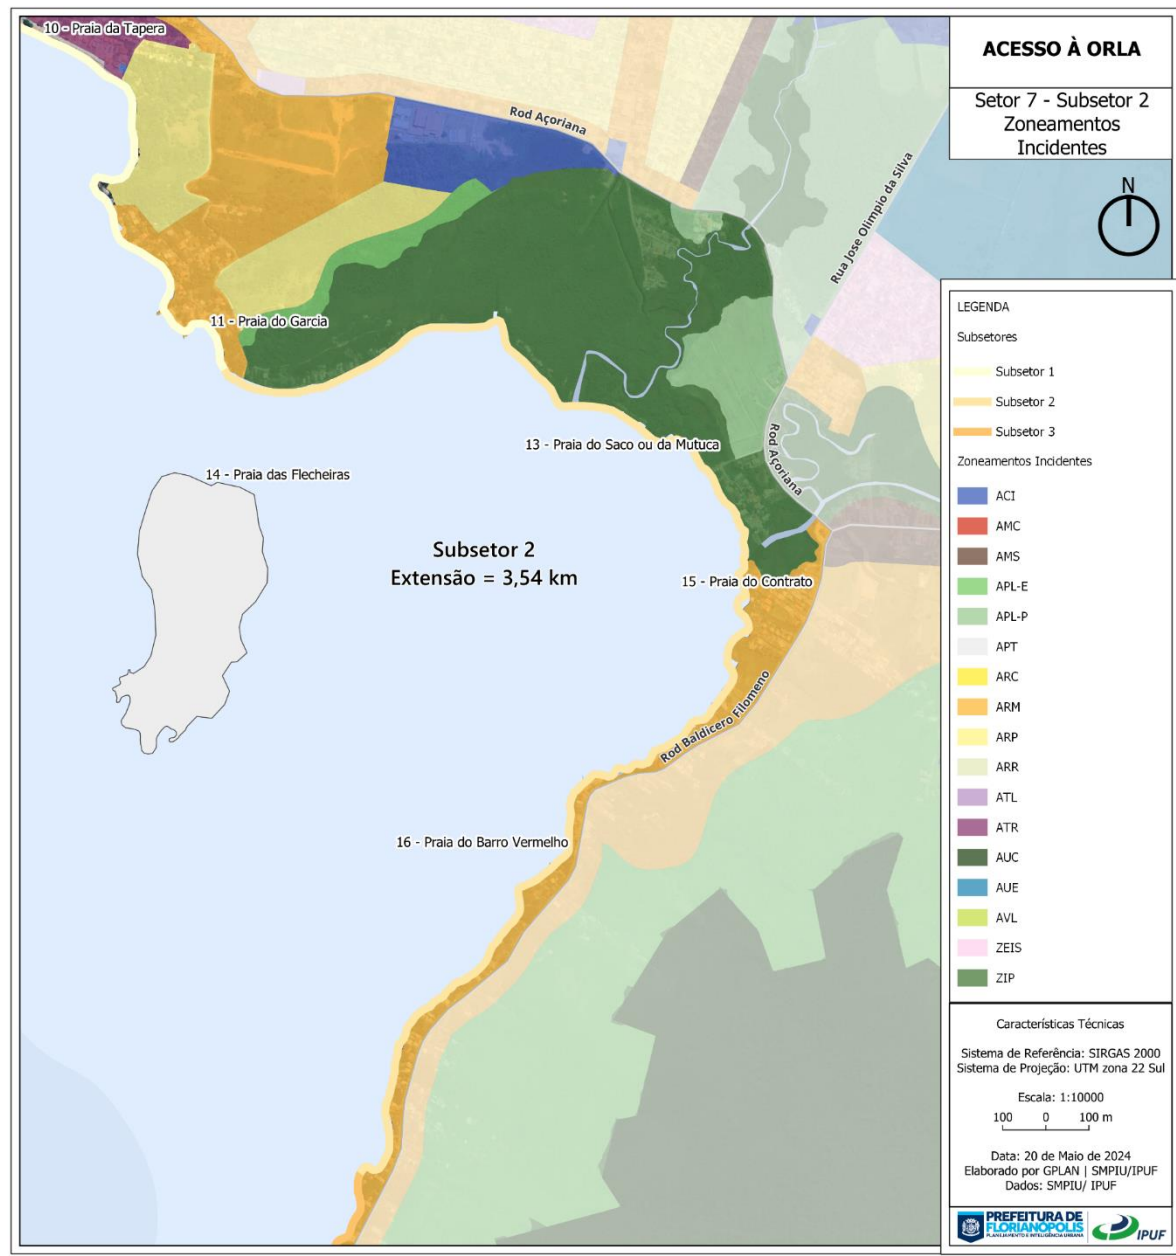 10 - Praia da Tapera
Rod Açoriana
Rua Jose Olimpio da Silva
11 - Praia do Garcia
13 - Praia do Saco ou da Mutuca
Rod Açoriana
14 - Praia das Flecheiras
Subsetor 2
Extensão = 3,54 km
15 - Praia do Contrato
Rod Baldicero Filomeno
16 - Praia do Barro Vermelho
ACESSO À ORLA
Setor 7 - Subsetor 2
Zoneamentos
Incidentes
N
LEGENDA
Subsetores
Subsetor 1
Subsetor 2
Subsetor 3
Zoneamentos Incidentes
ACI
AMC
AMS
APL-E
APL-P
APT
ARC
ARM
ARP
ARR
ATL
ATR
AUC
AUE
AVL
ZEIS
ZIP
Características Técnicas
Sistema de Referência: SIRGAS 2000
Sistema de Projeção: UTM zona 22 Sul
Escala: 1:10000
100 0 100 m
Data: 20 de Maio de 2024
Elaborado por GPLAN | SMPIU/IPUF
Dados: SMPIU/ IPUF
PREFEITURA DE
FLORIANÓPOLIS
PLANEJAMENTO E INTELIGÊNCIA URBANA
IPUF